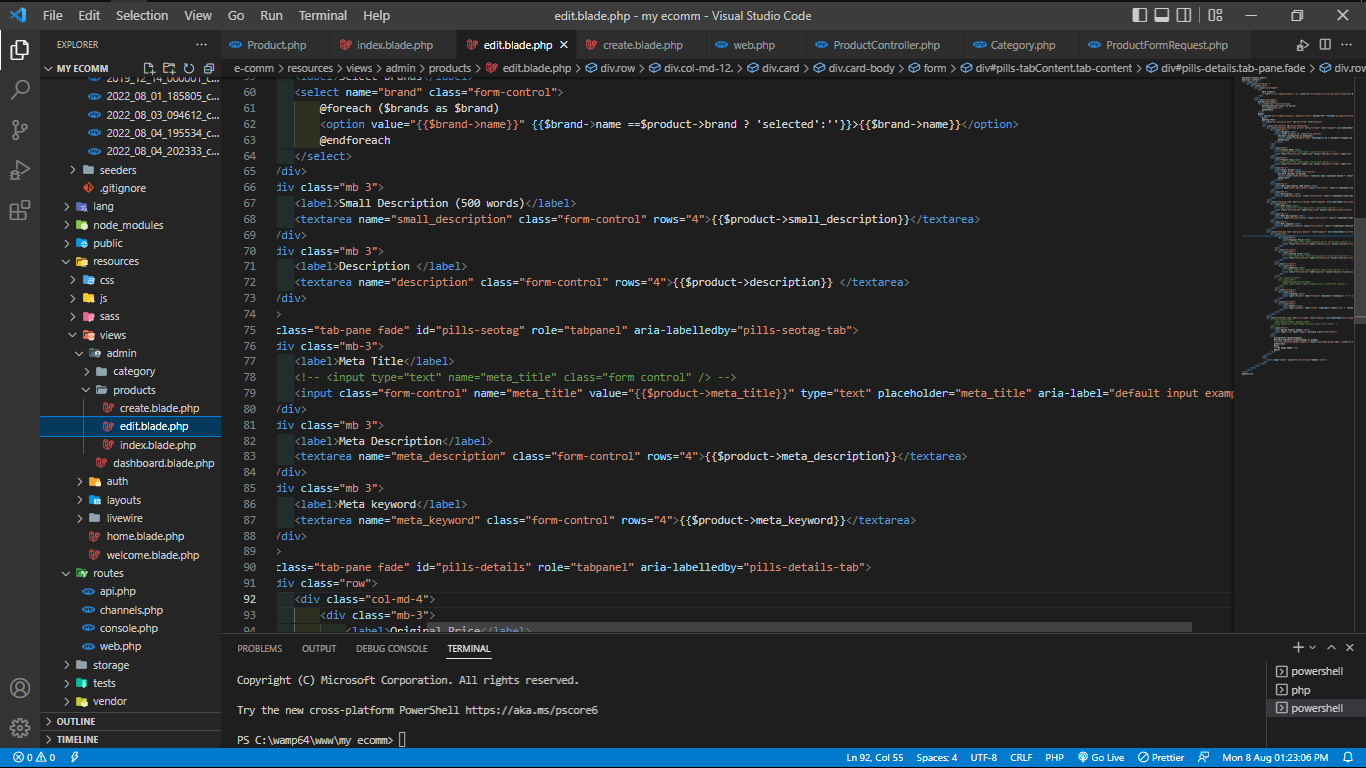 File Edit Selection View Go Run Terminal Help
edit.blade.php - my ecomm - Visual Studio Code
EXPLORER ···
Product.php index.blade.php edit.blade.php create.blade.php web.php ProductController.php Category.php ProductFormRequest.php
e-comm > resources > views > admin > products > edit.blade.php > div.row > div.col-md-12. > div.card > div.card-body > form > div#pills-tabContent.tab-content > div#pills-details.tab-pane.fade > div.row
MY ECOMM
2019_12_14_000001_c...
2022_08_01_185805_c...
2022_08_03_094612_c...
2022_08_04_195534_c...
2022_08_04_202333_c...
seeders
.gitignore
lang
node_modules
public
resources
css
js
sass
views
admin
category
products
create.blade.php
edit.blade.php
index.blade.php
dashboard.blade.php
auth
layouts
livewire
home.blade.php
welcome.blade.php
routes
api.php
channels.php
console.php
web.php
storage
tests
vendor
OUTLINE
TIMELINE
59 <label>Select Brands</label>
60 <select name="brand" class="form-control">
61 @foreach ($brands as $brand)
62 <option value="{{$brand->name}}" {{$brand->name ==$product->brand ? 'selected':''}}>{{$brand->name}}</option>
63 @endforeach
64 </select>
65 /div>
66 div class="mb 3">
67 <label>Small Description (500 words)</label>
68 <textarea name="small_description" class="form-control" rows="4">{{$product->small_description}}</textarea>
69 /div>
70 div class="mb 3">
71 <label>Description </label>
72 <textarea name="description" class="form-control" rows="4">{{$product->description}} </textarea>
73 /div>
74 >
75 class="tab-pane fade" id="pills-seotag" role="tabpanel" aria-labelledby="pills-seotag-tab">
76 div class="mb-3">
77 <label>Meta Title</label>
78 <!-- <input type="text" name="meta_title" class="form control" /> -->
79 <input class="form-control" name="meta_title" value="{{$product->meta_title}}" type="text" placeholder="meta_title" aria-label="default input examp
80 /div>
81 div class="mb 3">
82 <label>Meta Description</label>
83 <textarea name="meta_description" class="form-control" rows="4">{{$product->meta_description}}</textarea>
84 /div>
85 div class="mb 3">
86 <label>Meta keyword</label>
87 <textarea name="meta_keyword" class="form-control" rows="4">{{$product->meta_keyword}}</textarea>
88 /div>
89 >
90 class="tab-pane fade" id="pills-details" role="tabpanel" aria-labelledby="pills-details-tab">
91 div class="row">
92 <div class="col-md-4">
93 <div class="mb-3">
94 <label>Original Price</label>
PROBLEMS OUTPUT DEBUG CONSOLE TERMINAL
Copyright (C) Microsoft Corporation. All rights reserved.
Try the new cross-platform PowerShell https://aka.ms/pscore6
PS C:\wamp64\www\my ecomm>
powershell
php
powershell
0 0 Ln 92, Col 55 Spaces: 4 UTF-8 CRLF PHP Go Live Prettier Mon 8 Aug 01:23:06 PM